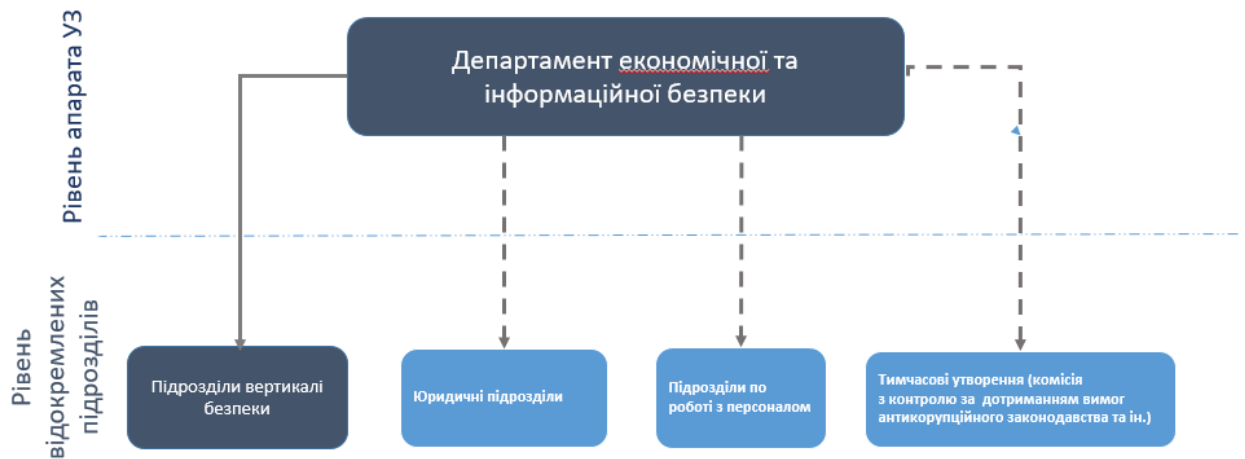 Рівень апарата УЗ
Департамент економічної та
інформаційної безпеки
Рівень
відокремлених
підрозділів
Підрозділи вертикалі
безпеки
Юридичні підрозділи
Підрозділи по
роботі з персоналом
Тимчасові утворення (комісія
з контролю за дотриманням вимог
антикорупційного законодавства та ін.)